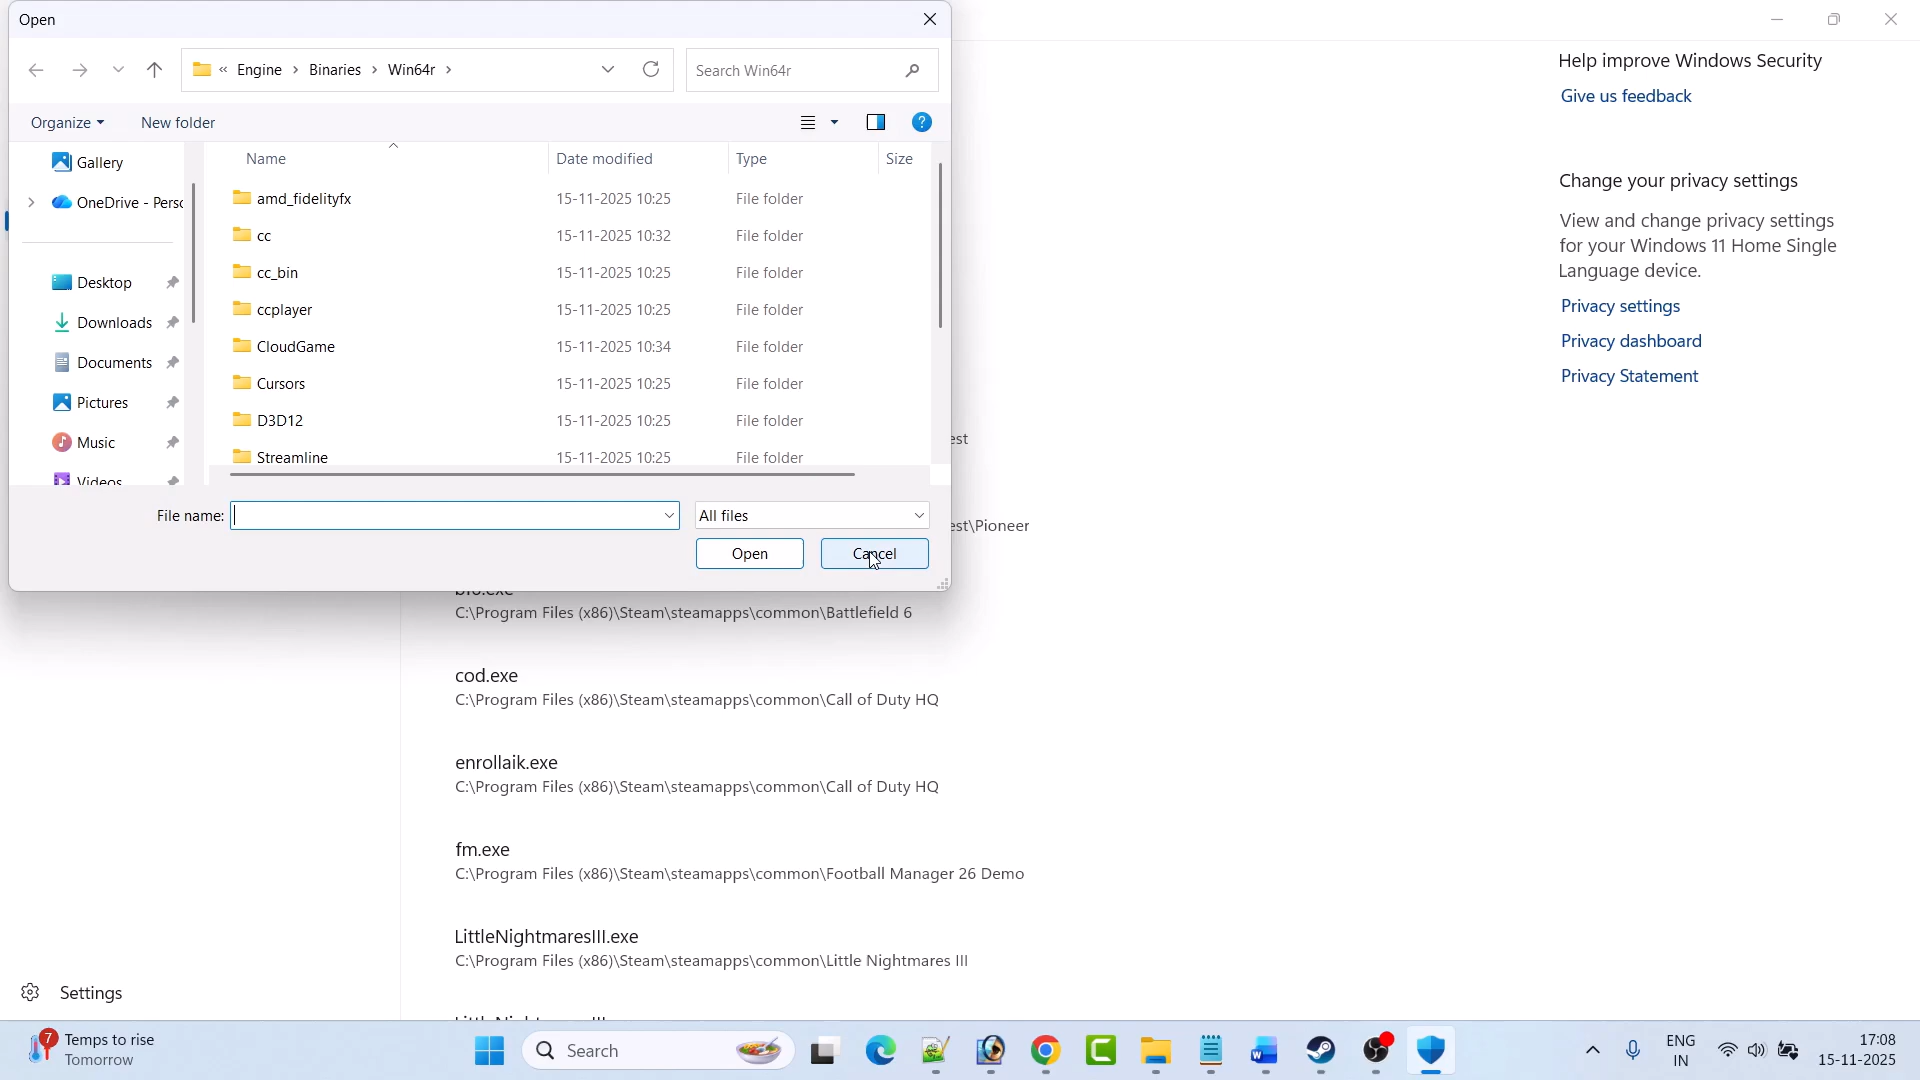 Open
« Engine › Binaries › Win64r ›
Search Win64r
Organize
New folder
?
Gallery
OneDrive - Perso
Desktop
Downloads
Documents
Pictures
Music
Videos
Name Date modified Type Size
amd_fidelityfx 15-11-2025 10:25 File folder
cc 15-11-2025 10:32 File folder
cc_bin 15-11-2025 10:25 File folder
ccplayer 15-11-2025 10:25 File folder
CloudGame 15-11-2025 10:34 File folder
Cursors 15-11-2025 10:25 File folder
D3D12 15-11-2025 10:25 File folder
Streamline 15-11-2025 10:25 File folder
File name:
All files
Open
Cancel
Help improve Windows Security
Give us feedback
Change your privacy settings
View and change privacy settings
for your Windows 11 Home Single
Language device.
Privacy settings
Privacy dashboard
Privacy Statement
est
est\Pioneer
C:\Program Files (x86)\Steam\steamapps\common\Battlefield 6
cod.exe
C:\Program Files (x86)\Steam\steamapps\common\Call of Duty HQ
enrollaik.exe
C:\Program Files (x86)\Steam\steamapps\common\Call of Duty HQ
fm.exe
C:\Program Files (x86)\Steam\steamapps\common\Football Manager 26 Demo
LittleNightmaresIII.exe
C:\Program Files (x86)\Steam\steamapps\common\Little Nightmares III
Settings
7
Temps to rise
Tomorrow
Search
ENG
IN
17:08
15-11-2025